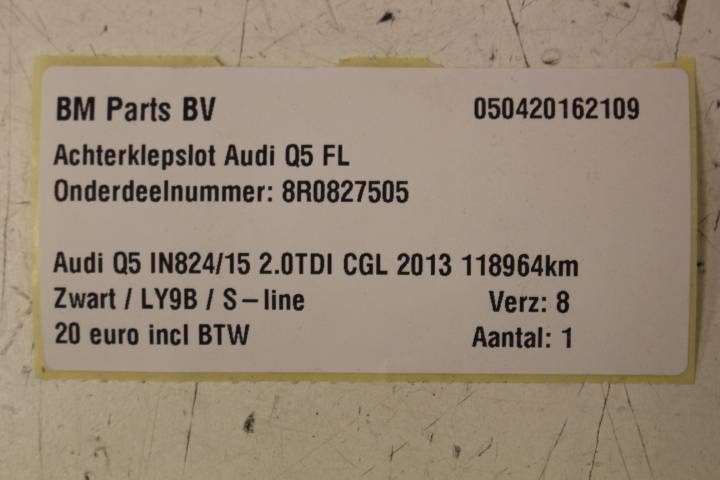 BM Parts BV 050420162109
Achterklepslot Audi Q5 FL
Onderdeelnummer: 8R0827505
Audi Q5 IN824/15 2.0TDI CGL 2013 118964km
Zwart / LY9B / S-line Verz: 8
20 euro incl BTW Aantal: 1